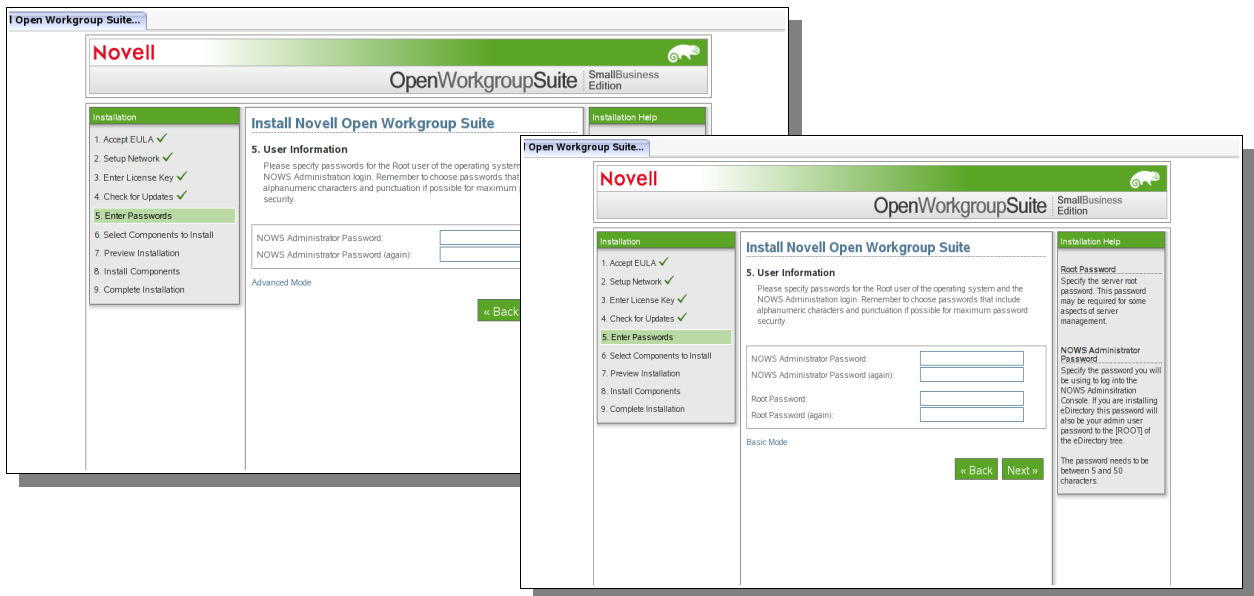 l Open Workgroup Suite...
Novell
OpenWorkgroupSuite SmallBusiness
Edition
Installation
1. Accept EULA
2. Setup Network
3. Enter License Key
4. Check for Updates
5. Enter Passwords
6. Select Components to Install
7. Preview Installation
8. Install Components
9. Complete Installation
Install Novell Open Workgroup Suite
5. User Information
Please specify passwords for the Root user of the operating system
NOWS Administration login. Remember to choose passwords that
alphanumeric characters and punctuation if possible for maximum
security.
NOWS Administrator Password:
NOWS Administrator Password (again):
Advanced Mode
« Back
Installation Help
l Open Workgroup Suite...
Novell
OpenWorkgroupSuite SmallBusiness
Edition
Installation
1. Accept EULA
2. Setup Network
3. Enter License Key
4. Check for Updates
5. Enter Passwords
6. Select Components to Install
7. Preview Installation
8. Install Components
9. Complete Installation
Install Novell Open Workgroup Suite
5. User Information
Please specify passwords for the Root user of the operating system and the
NOWS Administration login. Remember to choose passwords that include
alphanumeric characters and punctuation if possible for maximum password
security.
NOWS Administrator Password:
NOWS Administrator Password (again):
Root Password:
Root Password (again):
Basic Mode
« Back Next »
Installation Help
Root Password
Specify the server root
password. This password
may be required for some
aspects of server
management.
NOWS Administrator
Password
Specify the password you will
be using to log into the
NOWS Adminsitration
Console. If you are installing
eDirectory this password will
also be your admin user
password to the [ROOT] of
the eDirectory tree.
The password needs to be
between 5 and 50
characters.